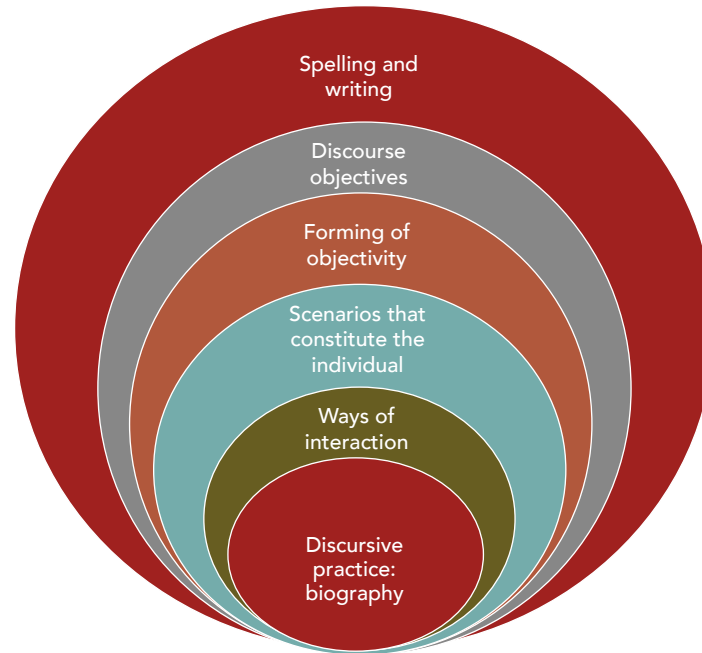 Spelling and
writing
Discourse
objectives
Forming of
objectivity
Scenarios that
constitute the
individual
Ways of
interaction
Discursive
practice:
biography